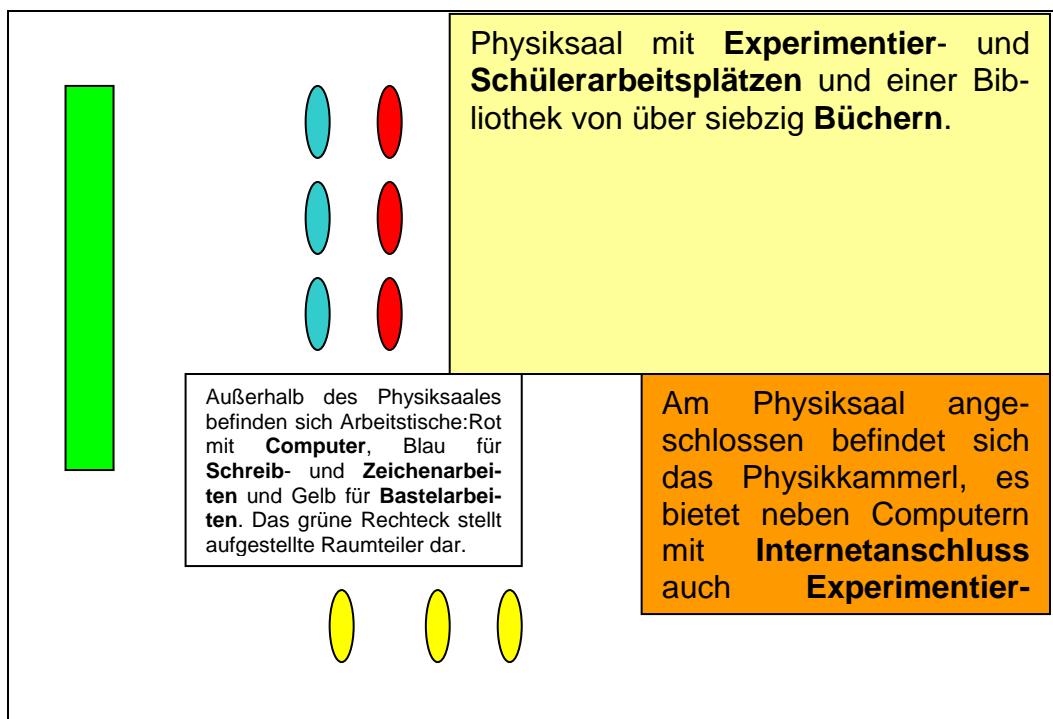 Physiksaal mit Experimentier- und
Schülerarbeitsplätzen und einer Bib-
liothek von über siebzig Büchern.
Außerhalb des Physiksaales
befinden sich Arbeitstische:Rot
mit Computer, Blau für
Schreib- und Zeichenarbei-
ten und Gelb für Bastelarbei-
ten. Das grüne Rechteck stellt
aufgestellte Raumteiler dar.
Am Physiksaal ange-
schlossen befindet sich
das Physikkammerl, es
bietet neben Computern
mit Internetanschluss
auch Experimentier-